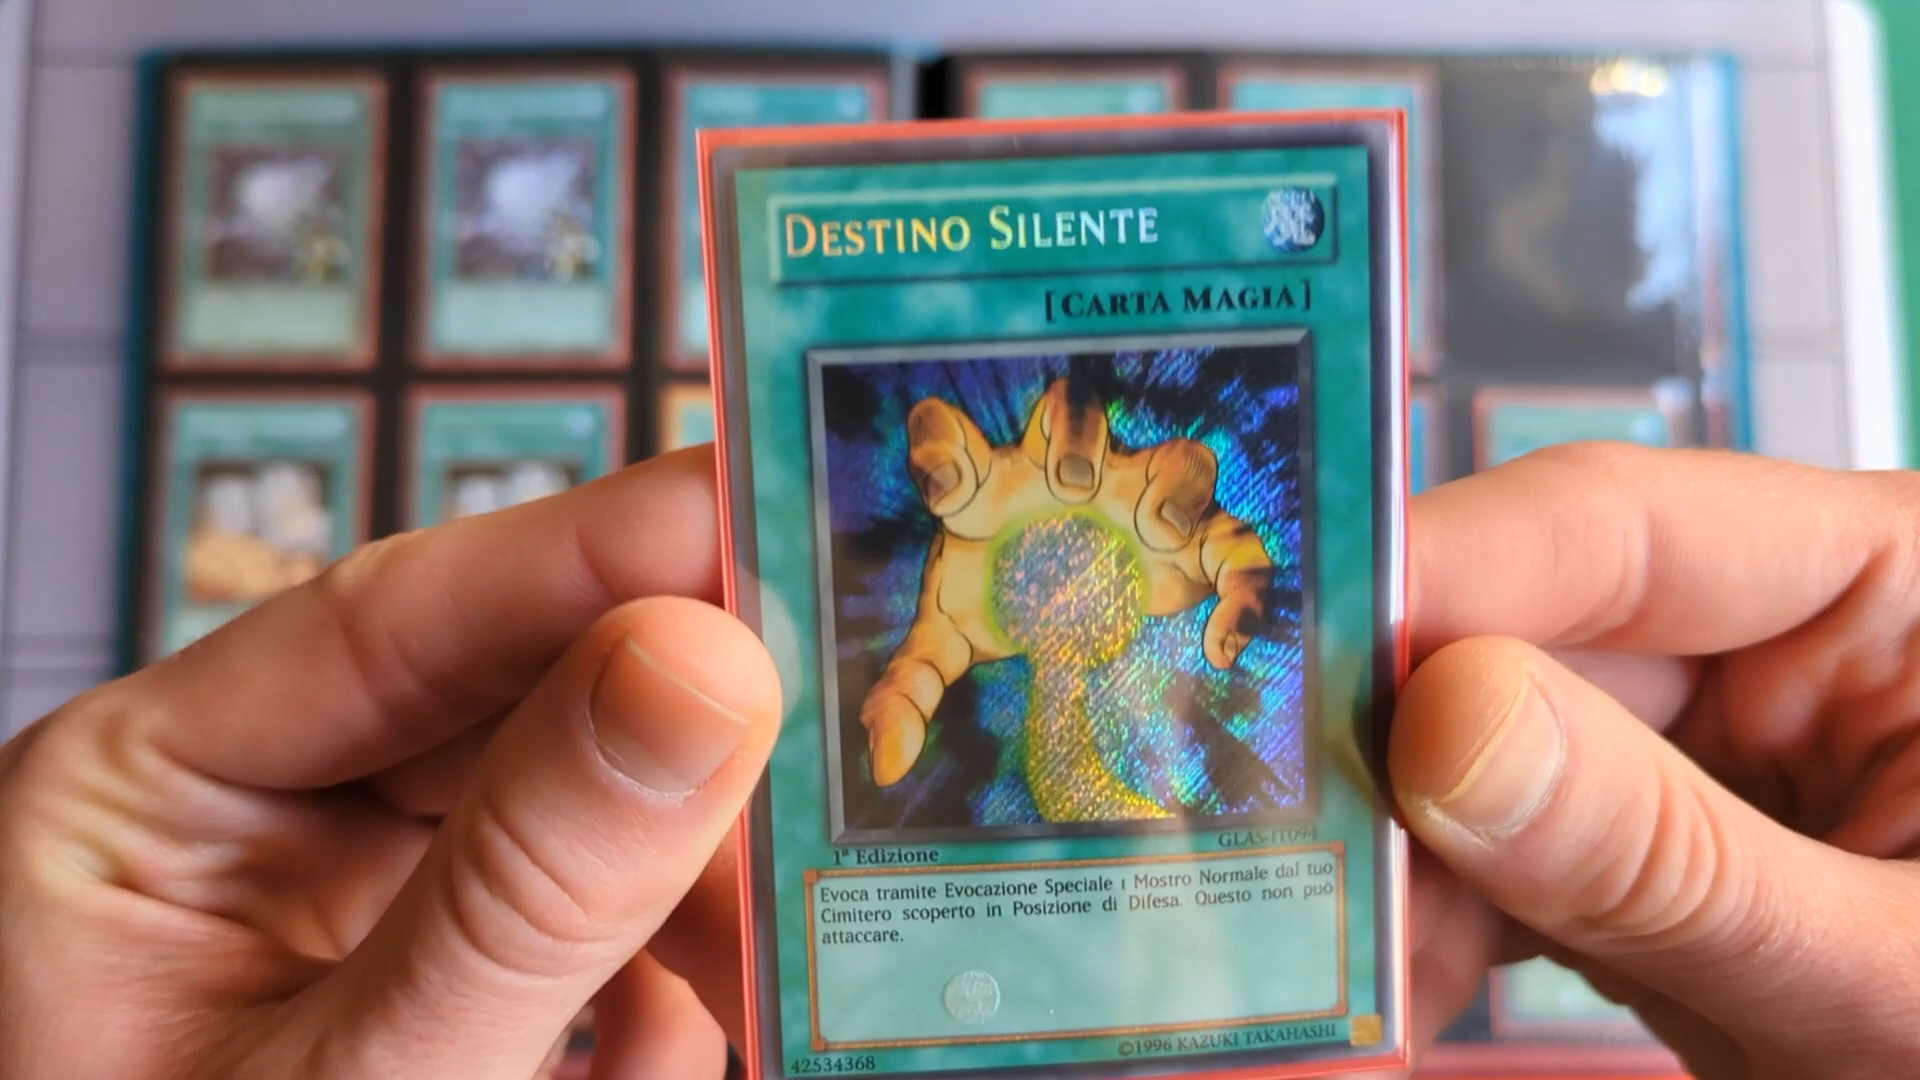 DESTINO SILENTE
[CARTA MAGIA]
GLAS-IT094
1ª Edizione
Evoca tramite Evocazione Speciale 1 Mostro Normale dal tuo
Cimitero scoperto in Posizione di Difesa. Questo non può
attaccare.
42534368
©1996 KAZUKI TAKAHASHI